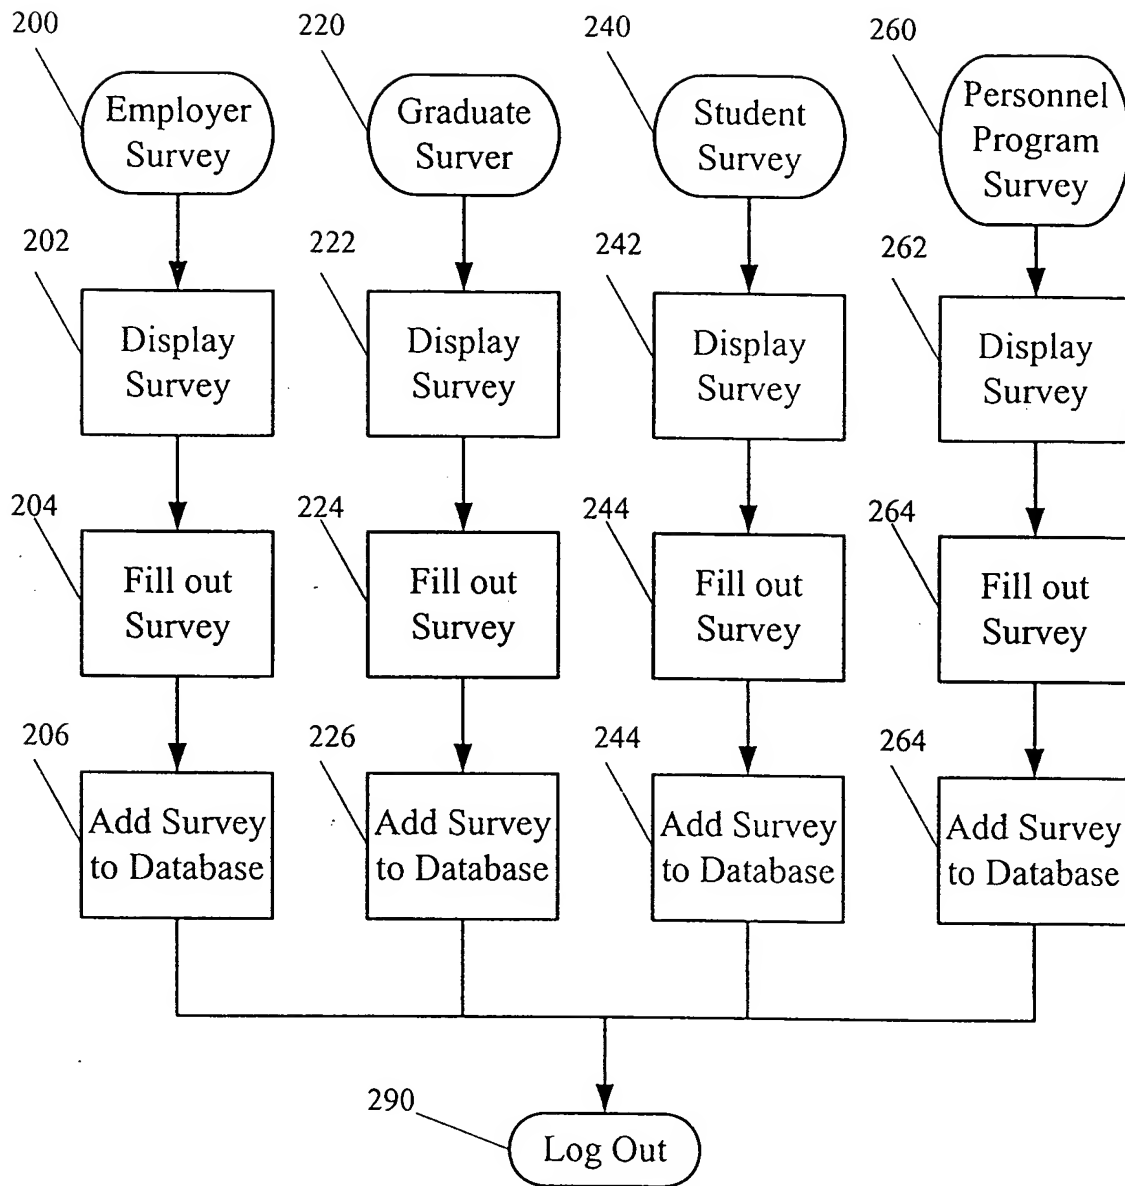 200
220
240
260
Employer
Survey
Graduate
Surver
Student
Survey
Personnel
Program
Survey
202
222
242
262
Display
Survey
Display
Survey
Display
Survey
Display
Survey
204
224
244
264
Fill out
Survey
Fill out
Survey
Fill out
Survey
Fill out
Survey
206
226
244
264
Add Survey
to Database
Add Survey
to Database
Add Survey
to Database
Add Survey
to Database
290
Log Out